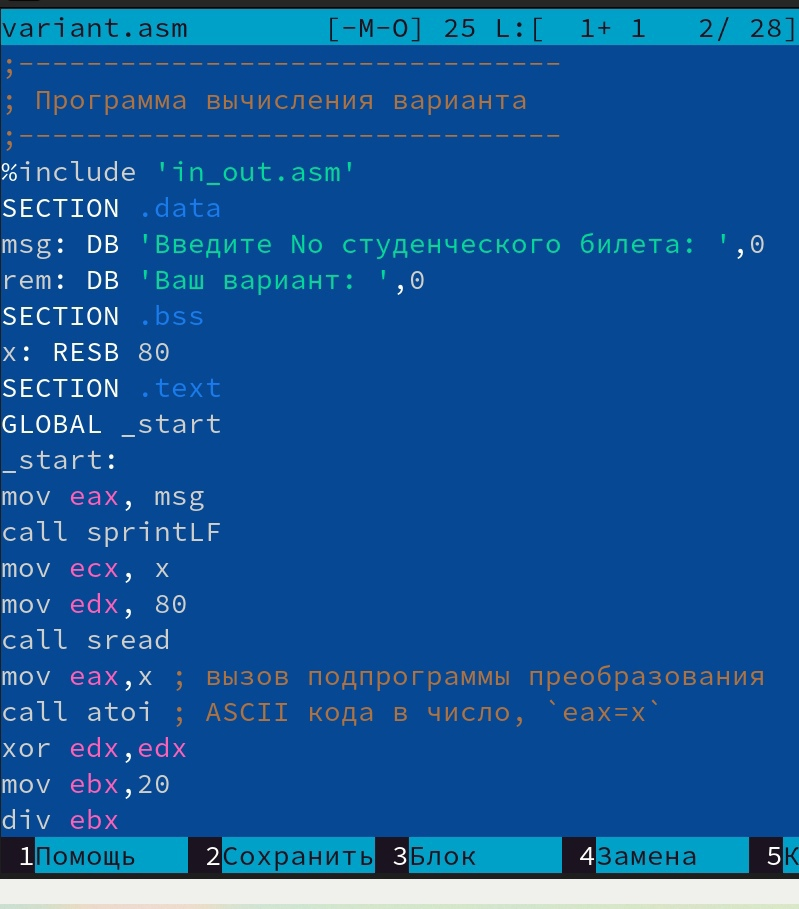 variant.asm [-M-O] 25 L:[ 1+ 1 2/ 28]
;--------------------------------
; Программа вычисления варианта
;--------------------------------
%include 'in_out.asm'
SECTION .data
msg: DB 'Введите No студенческого билета: ',0
rem: DB 'Ваш вариант: ',0
SECTION .bss
x: RESB 80
SECTION .text
GLOBAL _start
_start:
mov eax, msg
call sprintLF
mov ecx, x
mov edx, 80
call sread
mov eax,x ; вызов подпрограммы преобразования
call atoi ; ASCII кода в число, `eax=x`
xor edx,edx
mov ebx,20
div ebx
1Помощь 2Сохранить 3Блок 4Замена 5К